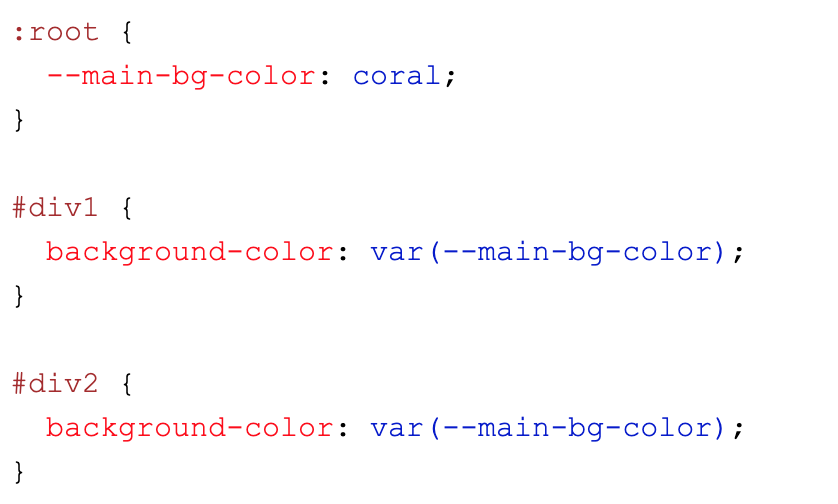 :root {
  --main-bg-color: coral;
}

#div1 {
  background-color: var(--main-bg-color);
}

#div2 {
  background-color: var(--main-bg-color);
}